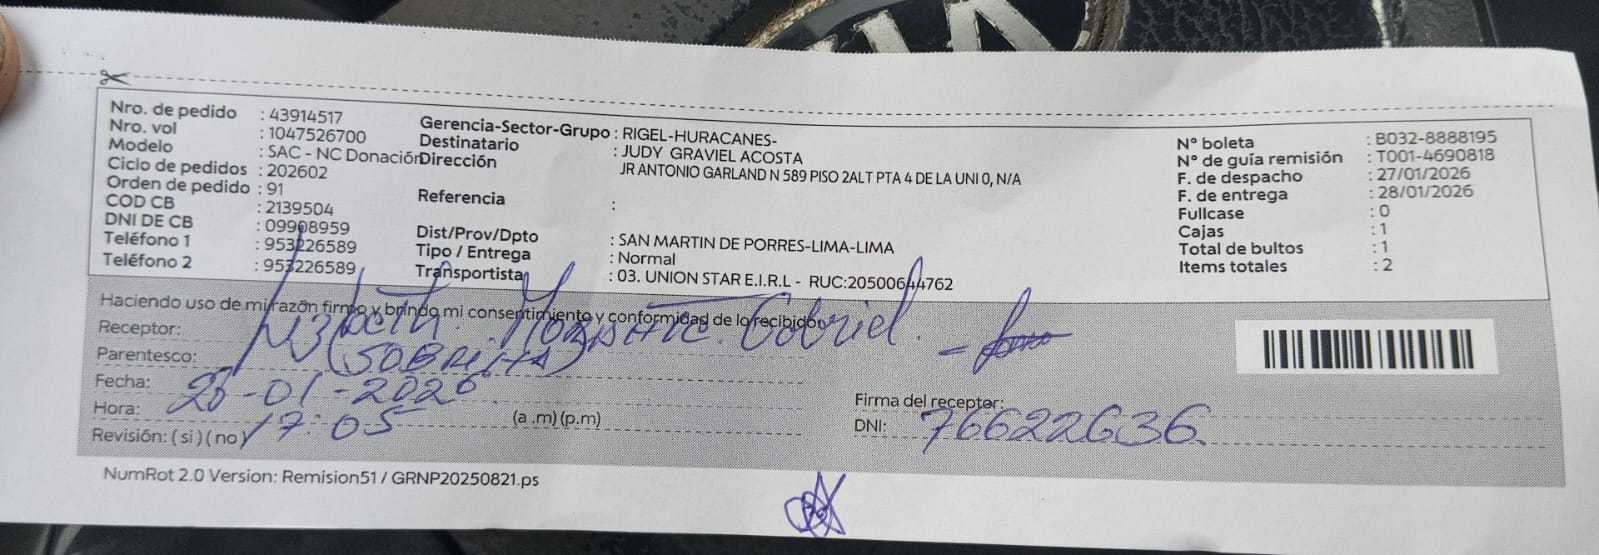 KIA
Nro. de pedido : 43914517
Nro. vol : 1047526700
Modelo : SAC - NC Donación
Ciclo de pedidos : 202602
Orden de pedido : 91
COD CB : 2139504
DNI DE CB : 09908959
Teléfono 1 : 953226589
Teléfono 2 : 953226589
Gerencia-Sector-Grupo : RIGEL-HURACANES-
Destinatario : JUDY GRAVIEL ACOSTA
Dirección JR ANTONIO GARLAND N 589 PISO 2ALT PTA 4 DE LA UNI 0, N/A
Referencia :
Dist/Prov/Dpto : SAN MARTIN DE PORRES-LIMA-LIMA
Tipo / Entrega : Normal
Transportista : 03. UNION STAR E.I.R.L - RUC:20500644762
N° boleta : B032-8888195
N° de guía remisión : T001-4690818
F. de despacho : 27/01/2026
F. de entrega : 28/01/2026
Fullcase : 0
Cajas : 1
Total de bultos : 1
Items totales : 2
Haciendo uso de mi razón firmo y brindo mi consentimiento y conformidad de lo recibido.
Receptor: Lizbeth Gabriel
Parentesco: (SOBRINA)
Fecha: -01-2026
Hora: 17:05 (a .m) (p.m)
Revisión: ( si ) ( no )
Firma del receptor:
DNI: 76622636
NumRot 2.0 Version: Remision51 / GRNP20250821.ps